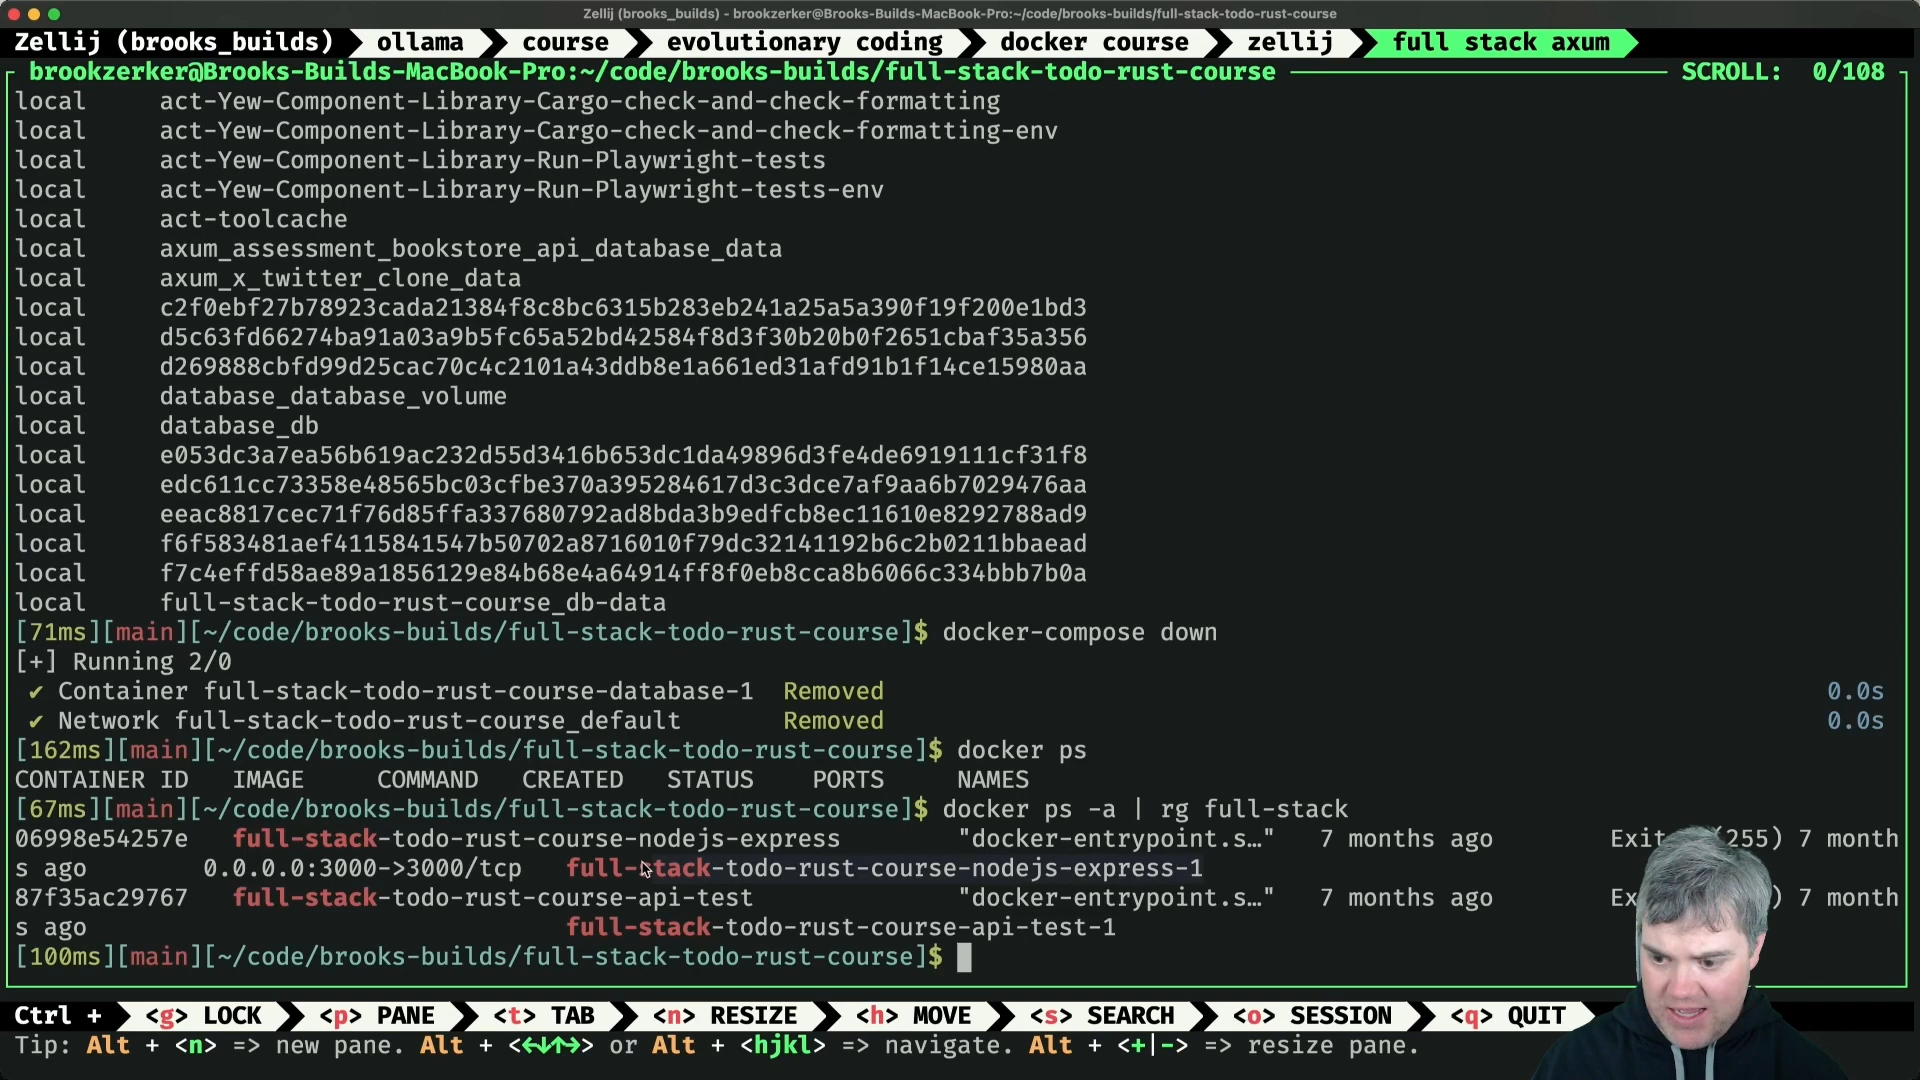 Zellij (brooks_builds) - brookzerker@Brooks-Builds-MacBook-Pro:~/code/brooks-builds/full-stack-todo-rust-course
Zellij (brooks_builds) ollama course evolutionary coding docker course zellij full stack axum
brookzerker@Brooks-Builds-MacBook-Pro:~/code/brooks-builds/full-stack-todo-rust-course SCROLL: 0/108
local act-Yew-Component-Library-Cargo-check-and-check-formatting
local act-Yew-Component-Library-Cargo-check-and-check-formatting-env
local act-Yew-Component-Library-Run-Playwright-tests
local act-Yew-Component-Library-Run-Playwright-tests-env
local act-toolcache
local axum_assessment_bookstore_api_database_data
local axum_x_twitter_clone_data
local c2f0ebf27b78923cada21384f8c8bc6315b283eb241a25a5a390f19f200e1bd3
local d5c63fd66274ba91a03a9b5fc65a52bd42584f8d3f30b20b0f2651cbaf35a356
local d269888cbfd99d25cac70c4c2101a43ddb8e1a661ed31afd91b1f14ce15980aa
local database_database_volume
local database_db
local e053dc3a7ea56b619ac232d55d3416b653dc1da49896d3fe4de6919111cf31f8
local edc611cc73358e48565bc03cfbe370a395284617d3c3dce7af9aa6b7029476aa
local eeac8817cec71f76d85ffa337680792ad8bda3b9edfcb8ec11610e8292788ad9
local f6f583481aef4115841547b50702a8716010f79dc32141192b6c2b0211bbaead
local f7c4effd58ae89a1856129e84b68e4a64914ff8f0eb8cca8b6066c334bbb7b0a
local full-stack-todo-rust-course_db-data
[71ms][main][~/code/brooks-builds/full-stack-todo-rust-course]$ docker-compose down
[+] Running 2/0
✔ Container full-stack-todo-rust-course-database-1 Removed 0.0s
✔ Network full-stack-todo-rust-course_default Removed 0.0s
[162ms][main][~/code/brooks-builds/full-stack-todo-rust-course]$ docker ps
CONTAINER ID IMAGE COMMAND CREATED STATUS PORTS NAMES
[67ms][main][~/code/brooks-builds/full-stack-todo-rust-course]$ docker ps -a | rg full-stack
06998e54257e full-stack-todo-rust-course-nodejs-express "docker-entrypoint.s…" 7 months ago (255) 7 month
s ago 0.0.0.0:3000->3000/tcp full-stack-todo-rust-course-nodejs-express-1
87f35ac29767 full-stack-todo-rust-course-api-test "docker-entrypoint.s…" 7 months ago ) 7 month
s ago full-stack-todo-rust-course-api-test-1
[100ms][main][~/code/brooks-builds/full-stack-todo-rust-course]$
Ctrl + <g> LOCK <p> PANE <t> TAB <n> RESIZE <h> MOVE <s> SEARCH <o> SESSION <q> QUIT
Tip: Alt + <n> => new pane. Alt + <←↓↑→> or Alt + <hjkl> => navigate. Alt + <+|-> => resize pane.